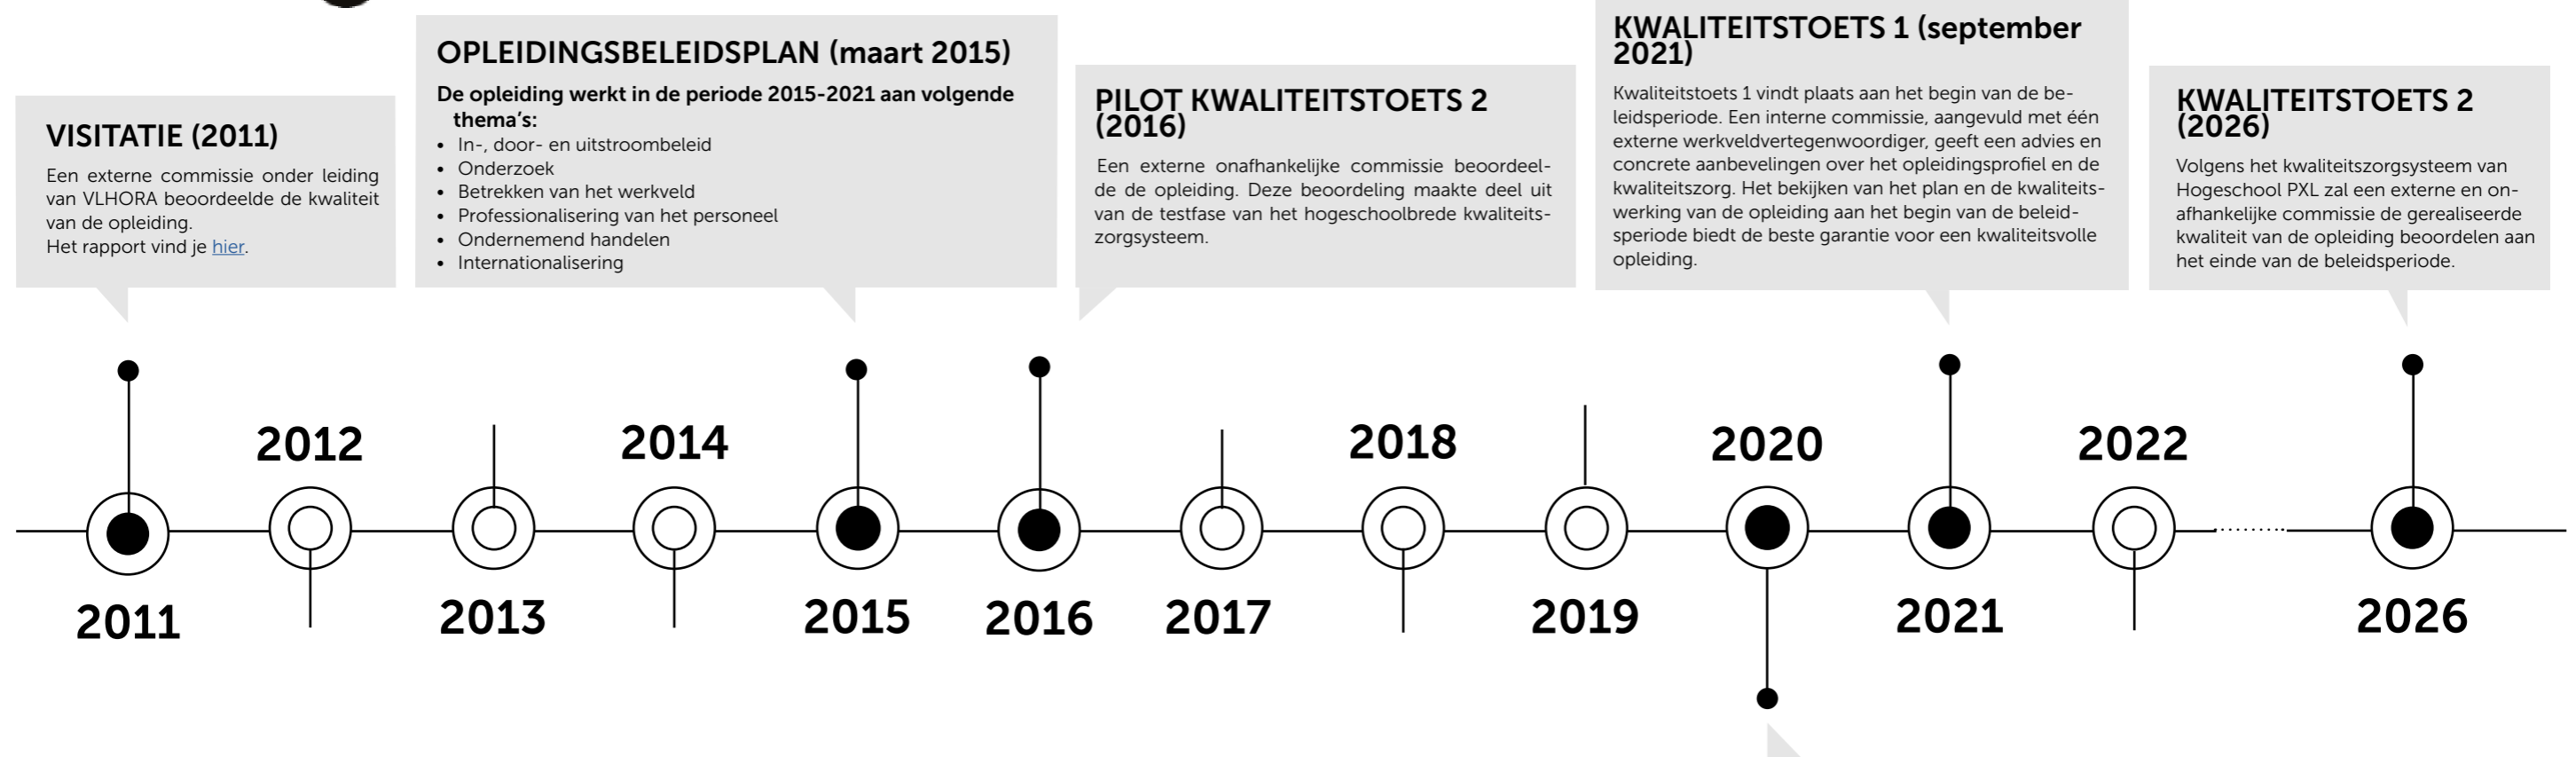 VISITATIE (2011)
Een externe commissie onder leiding
van VLHORA beoordeelde de kwaliteit
van de opleiding.
Het rapport vind je hier.
OPLEIDINGSBELEIDSPLAN (maart 2015)
De opleiding werkt in de periode 2015-2021 aan volgende
thema's:
• In-, door- en uitstroombeleid
• Onderzoek
• Betrekken van het werkveld
• Professionalisering van het personeel
• Ondernemend handelen
• Internationalisering
PILOT KWALITEITSTOETS 2
(2016)
Een externe onafhankelijke commissie beoordeel-
de de opleiding. Deze beoordeling maakte deel uit
van de testfase van het hogeschoolbrede kwaliteits-
zorgsysteem.
KWALITEITSTOETS 1 (september
2021)
Kwaliteitstoets 1 vindt plaats aan het begin van de be-
leidsperiode. Een interne commissie, aangevuld met één
externe werkveldvertegenwoordiger, geeft een advies en
concrete aanbevelingen over het opleidingsprofiel en de
kwaliteitszorg. Het bekijken van het plan en de kwaliteits-
werking van de opleiding aan het begin van de beleid-
speriode biedt de beste garantie voor een kwaliteitsvolle
opleiding.
KWALITEITSTOETS 2
(2026)
Volgens het kwaliteitszorgsysteem van
Hogeschool PXL zal een externe en on-
afhankelijke commissie de gerealiseerde
kwaliteit van de opleiding beoordelen aan
het einde van de beleidsperiode.
2011
2012
2013
2014
2015
2016
2017
2018
2019
2020
2021
2022
2026